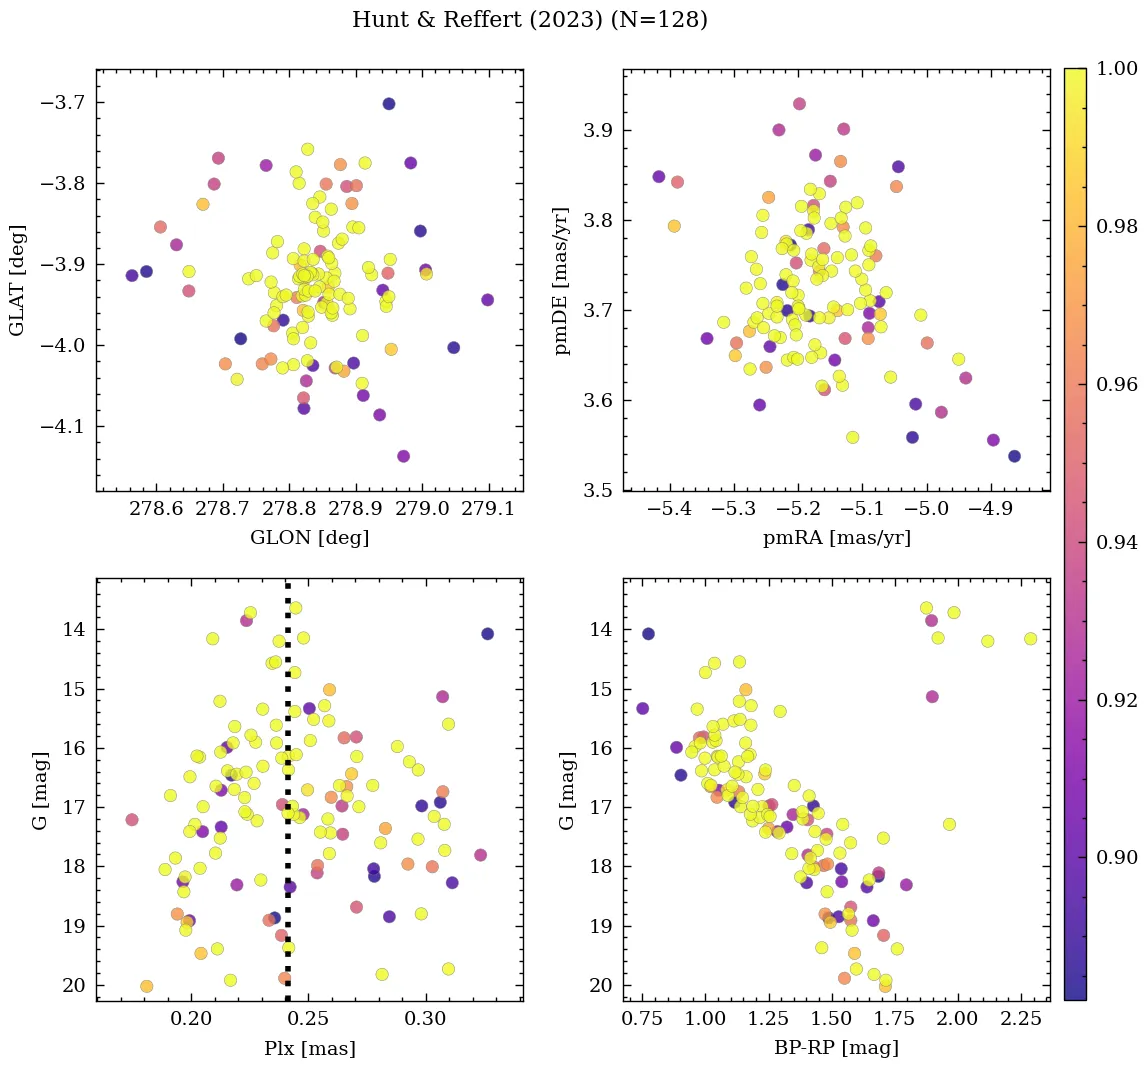 Hunt & Reffert (2023) (N=128)
−3.7
−3.8
−3.9
−4.0
−4.1
GLAT [deg]
278.6 278.7 278.8 278.9 279.0 279.1
GLON [deg]
3.9
3.8
3.7
3.6
3.5
pmDE [mas/yr]
−5.4 −5.3 −5.2 −5.1 −5.0 −4.9
pmRA [mas/yr]
14
15
16
17
18
19
20
G [mag]
0.20 0.25 0.30
Plx [mas]
14
15
16
17
18
19
20
G [mag]
0.75 1.00 1.25 1.50 1.75 2.00 2.25
BP-RP [mag]
1.00
0.98
0.96
0.94
0.92
0.90